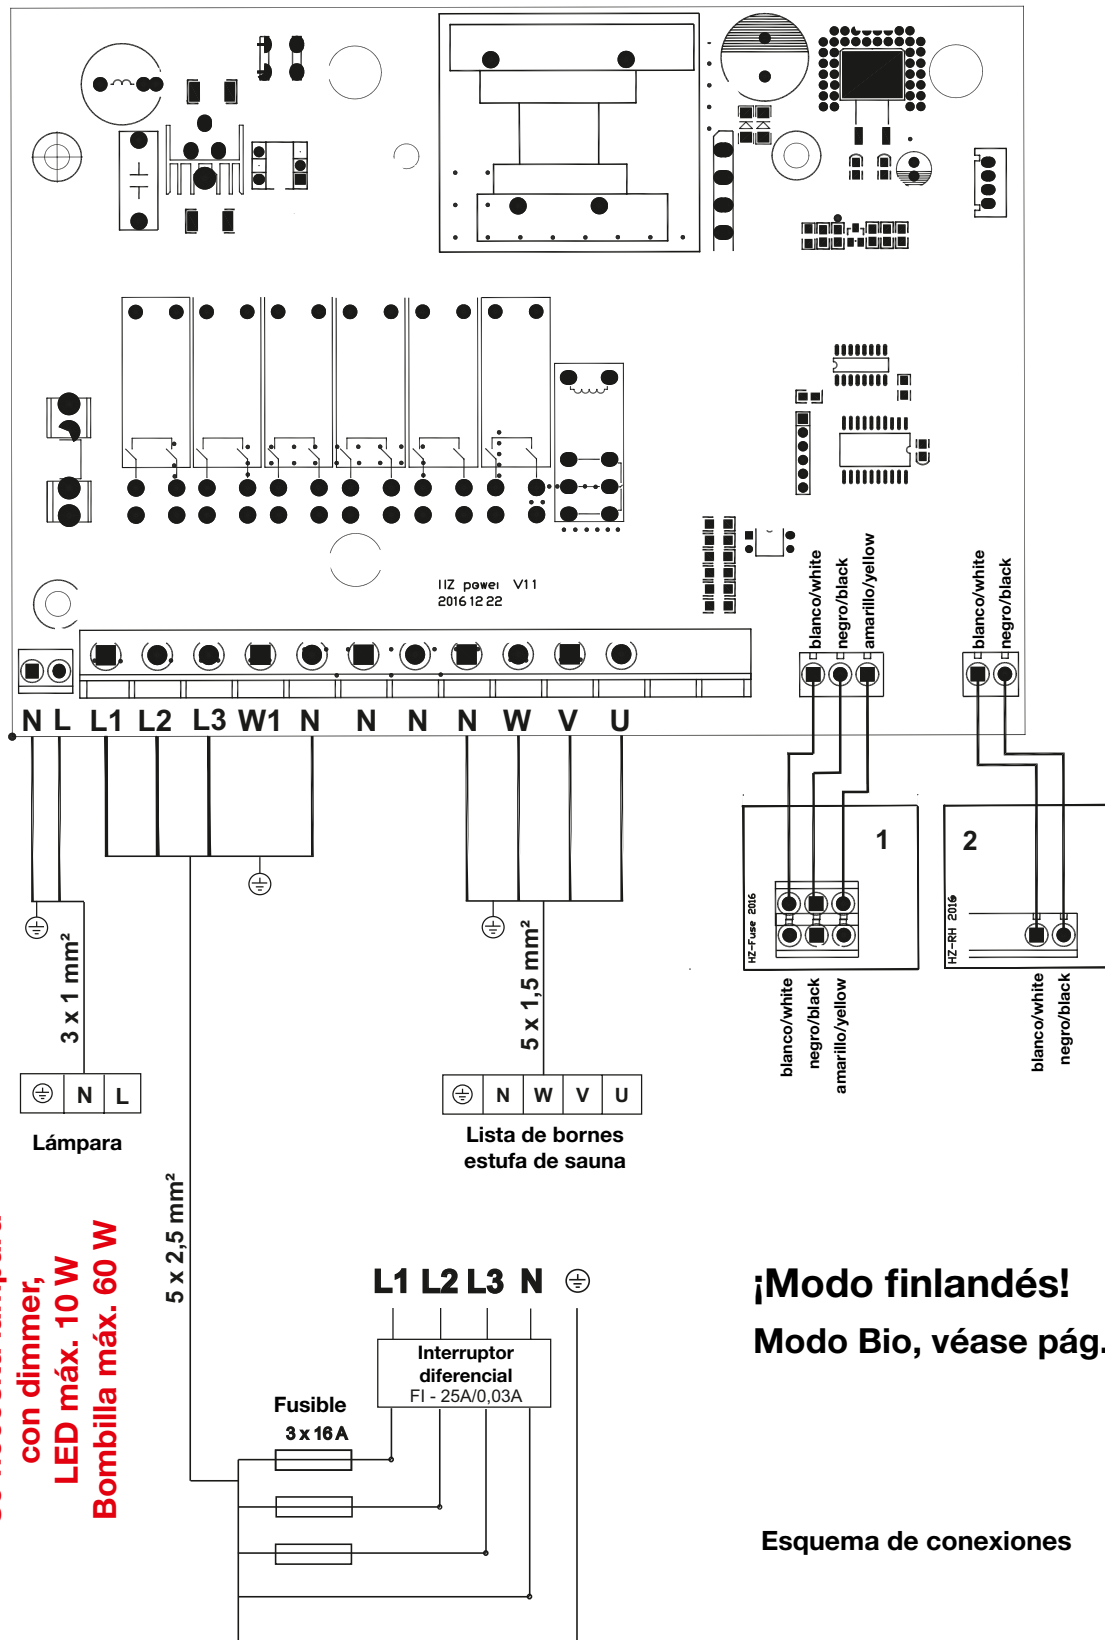 IIZ power V11
2016 12 22
blanco/white
negro/black
amarillo/yellow
blanco/white
negro/black
N L L1 L2 L3 W1 N N N N W V U
1
HZ-Fuse 2016
2
HZ-RH 2016
blanco/white
negro/black
amarillo/yellow
blanco/white
negro/black
3 x 1 mm²
N L
Lámpara
5 x 1,5 mm²
N W V U
Lista de bornes
estufa de sauna
5 x 2,5 mm²
con dimmer,
LED máx. 10 W
Bombilla máx. 60 W
L1 L2 L3 N
Interruptor
diferencial
FI - 25A/0,03A
Fusible
3 x 16 A
¡Modo finlandés!
Modo Bio, véase pág.
Esquema de conexiones